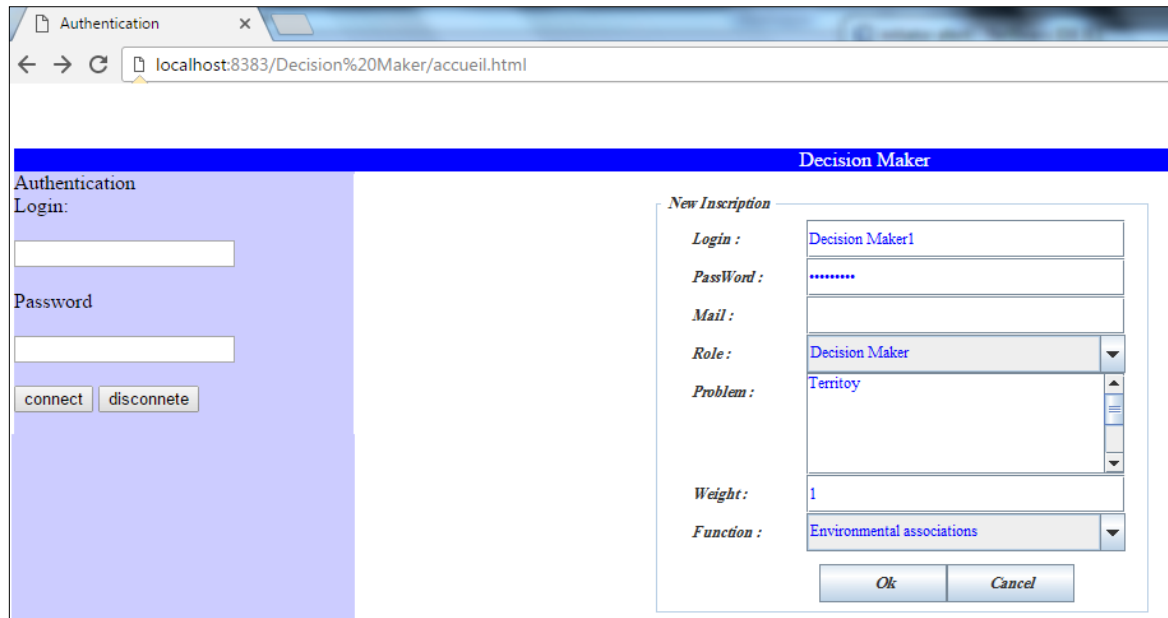 Authentication
localhost:8383/Decision%20Maker/accueil.html
Decision Maker
Authentication
Login:
Password
connect disconnete
New Inscription
Login : Decision Maker1
PassWord : •••••••••
Mail :
Role : Decision Maker
Problem : Territoy
Weight : 1
Function : Environmental associations
Ok Cancel